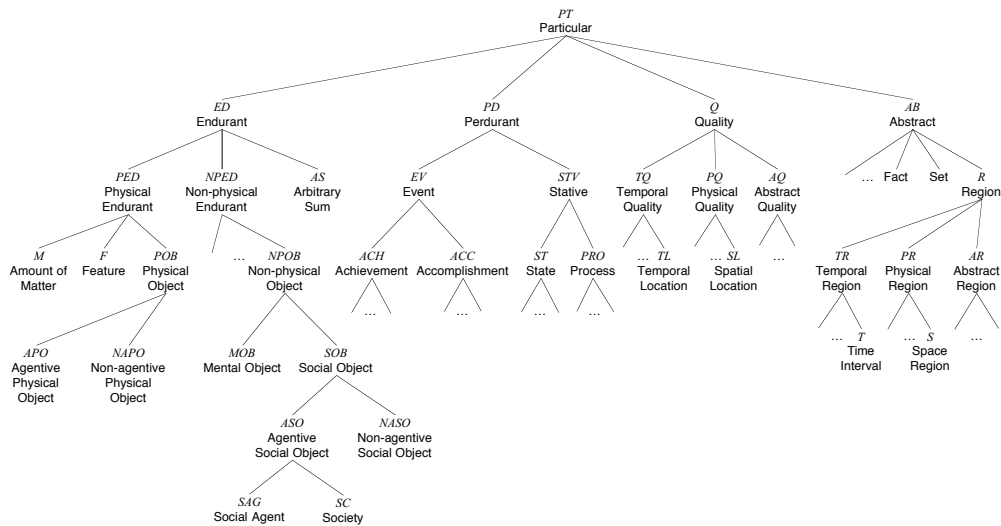 PT
Particular
ED
Endurant
PD
Perdurant
Q
Quality
AB
Abstract
PED
Physical
Endurant
NPED
Non-physical
Endurant
AS
Arbitrary
Sum
EV
Event
STV
Stative
TQ
Temporal
Quality
PQ
Physical
Quality
AQ
Abstract
Quality
... Fact Set
R
Region
M
Amount of
Matter
F
Feature
POB
Physical
Object
...
NPOB
Non-physical
Object
ACH
Achievement
...
ACC
Accomplishment
...
ST
State
...
PRO
Process
...
... TL
Temporal
Location
... SL
Spatial
Location
...
TR
Temporal
Region
PR
Physical
Region
AR
Abstract
Region
... T
Time
Interval
... S
Space
Region
...
APO
Agentive
Physical
Object
NAPO
Non-agentive
Physical
Object
MOB
Mental Object
SOB
Social Object
ASO
Agentive
Social Object
NASO
Non-agentive
Social Object
SAG
Social Agent
SC
Society